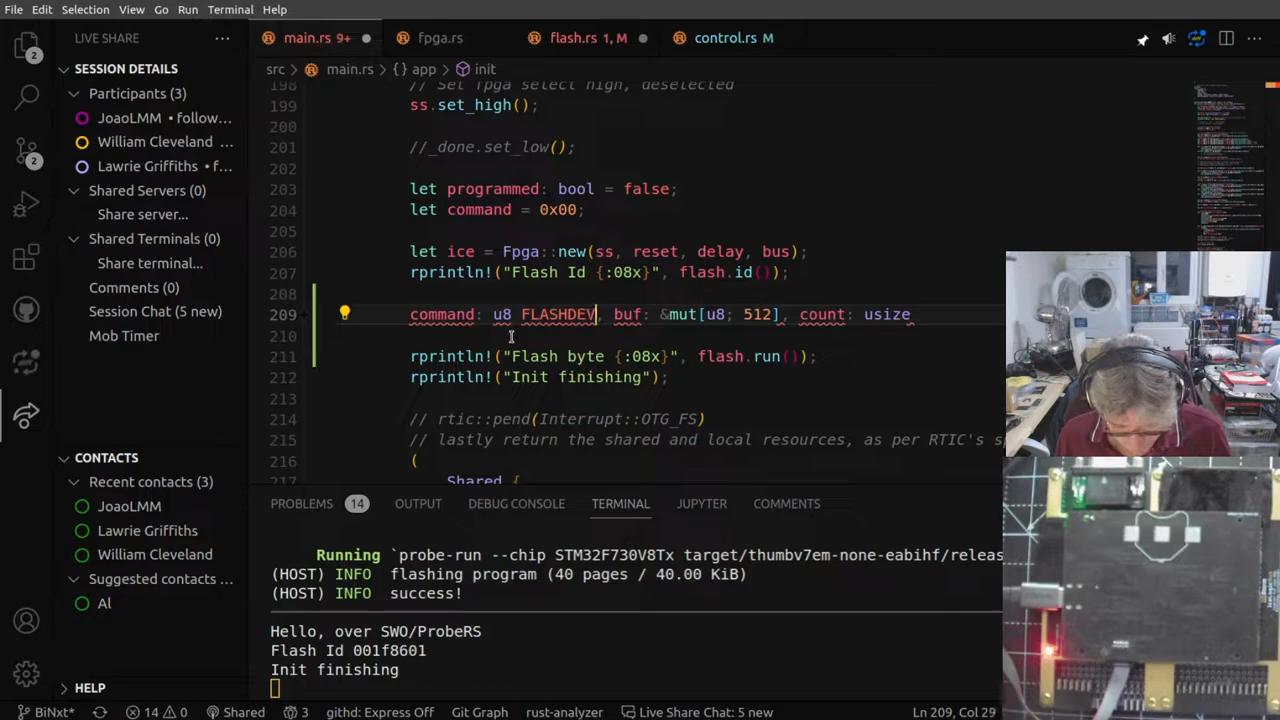 File Edit Selection View Go Run Terminal Help
LIVE SHARE ···
SESSION DETAILS
Participants (3)
JoaoLMM • follow...
William Cleveland ...
Lawrie Griffiths • f...
Shared Servers (0)
Share server...
Shared Terminals (0)
Share terminal...
Comments (0)
Session Chat (5 new)
Mob Timer
CONTACTS
Recent contacts (3)
JoaoLMM
Lawrie Griffiths
William Cleveland
Suggested contacts ...
Al
HELP
2
2
main.rs 9+ fpga.rs flash.rs 1, M control.rs M
src > main.rs > {} app > init
198 // Set fpga select high, deselected
199 ss.set_high();
200
201 //_done.set_low();
202
203 let programmed: bool = false;
204 let command = 0x00;
205
206 let ice = Fpga::new(ss, reset, delay, bus);
207 rprintln!("Flash Id {:08x}", flash.id());
208
209 command: u8 FLASHDEV, buf: &mut[u8; 512], count: usize
210
211 rprintln!("Flash byte {:08x}", flash.run());
212 rprintln!("Init finishing");
213
214 // rtic::pend(Interrupt::OTG_FS)
215 // lastly return the shared and local resources, as per RTIC's s
216 (
217 Shared {
PROBLEMS 14 OUTPUT DEBUG CONSOLE TERMINAL JUPYTER COMMENTS
Running `probe-run --chip STM32F730V8Tx target/thumbv7em-none-eabihf/releas
(HOST) INFO flashing program (40 pages / 40.00 KiB)
(HOST) INFO success!
Hello, over SWO/ProbeRS
Flash Id 001f8601
Init finishing
BiNxt* 14 0 Shared 3 githd: Express Off Git Graph rust-analyzer Live Share Chat: 5 new Ln 209, Col 29